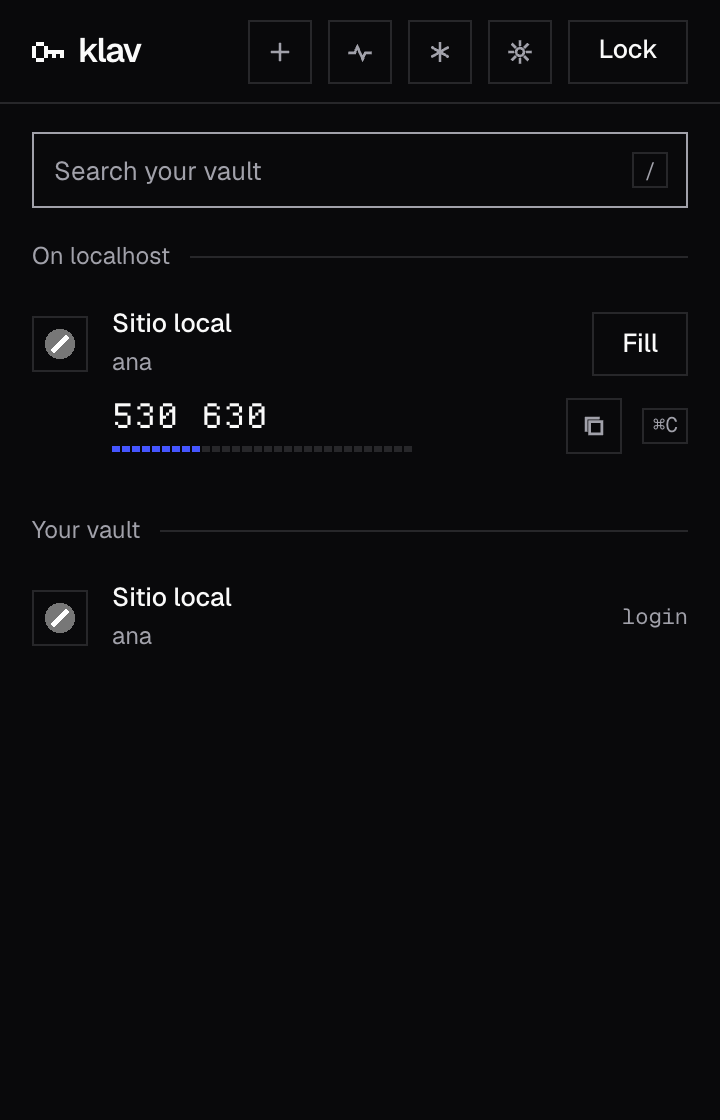 klav
Lock
Search your vault /
On localhost
Sitio local
ana
Fill
530 630
⌘C
Your vault
Sitio local
ana
login